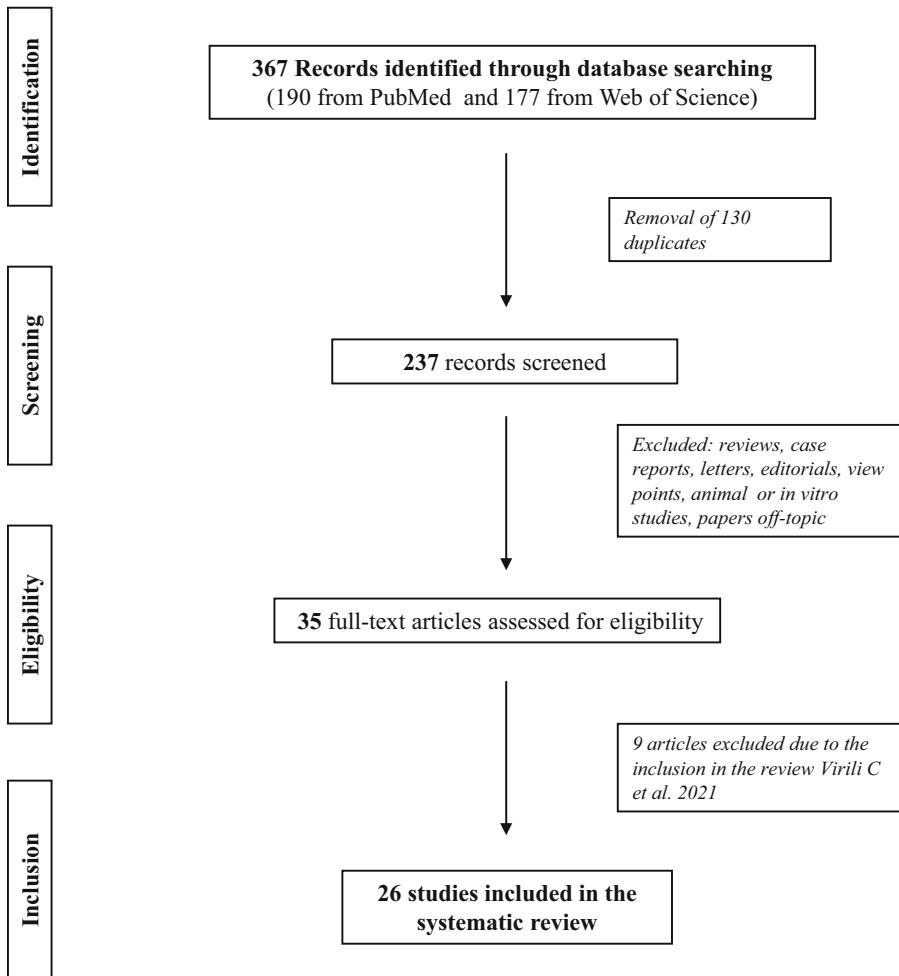 Identification
367 Records identified through database searching
(190 from PubMed and 177 from Web of Science)
Removal of 130
duplicates
Screening
237 records screened
Excluded: reviews, case
reports, letters, editorials, view
points, animal or in vitro
studies, papers off-topic
Eligibility
35 full-text articles assessed for eligibility
9 articles excluded due to the
inclusion in the review Virili C
et al. 2021
Inclusion
26 studies included in the
systematic review